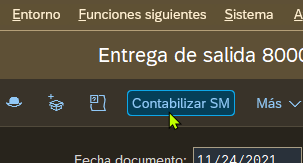 Entorno Funciones siguientes Sistema
Entrega de salida 8000
Contabilizar SM Más
Fecha documento: 11/24/2021